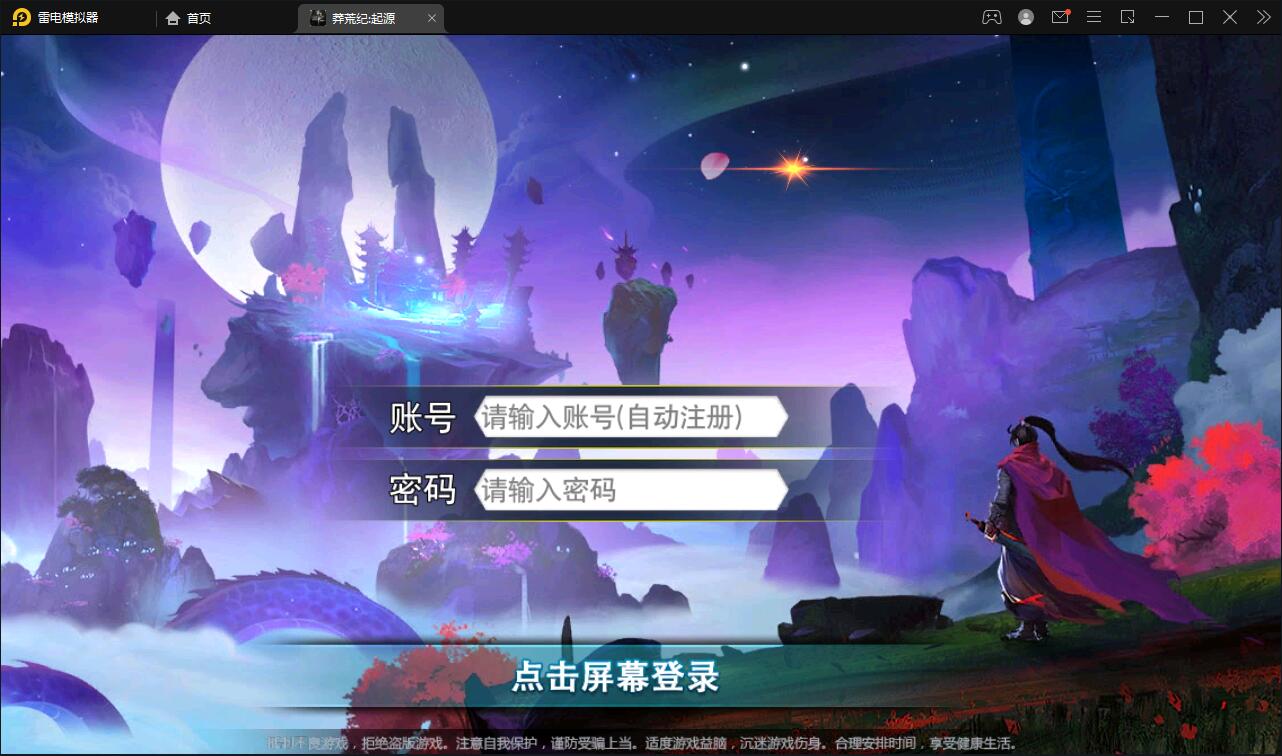 雷电模拟器
首页
莽荒纪:起源
账号 请输入账号(自动注册)
密码 请输入密码
点击屏幕登录
抵制不良游戏，拒绝盗版游戏。注意自我保护，谨防受骗上当。适度游戏益脑，沉迷游戏伤身。合理安排时间，享受健康生活。